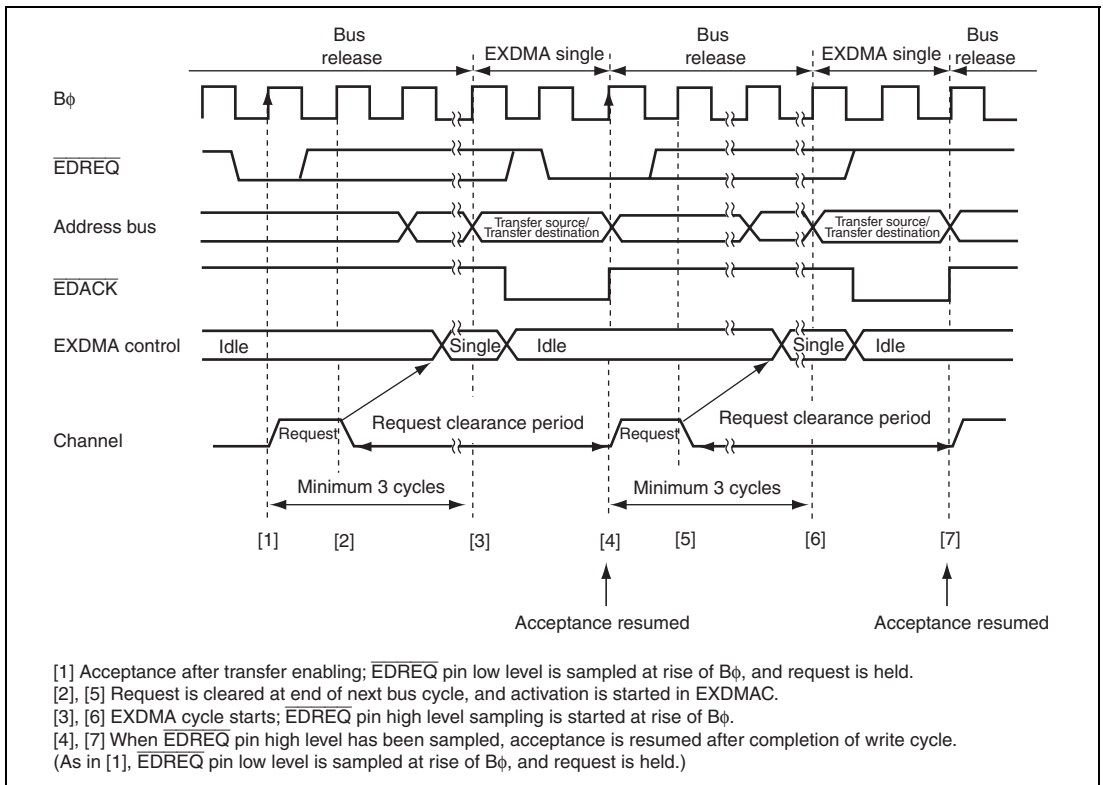 Bus release
EXDMA single
Bus release
EXDMA single
Bus release
Bφ
EDREQ
Address bus
Transfer source/
Transfer destination
Transfer source/
Transfer destination
EDACK
EXDMA control
Idle
Single
Idle
Single
Idle
Channel
Request
Request clearance period
Request
Request clearance period
Minimum 3 cycles
Minimum 3 cycles
[1]
[2]
[3]
[4]
[5]
[6]
[7]
Acceptance resumed
Acceptance resumed
[1] Acceptance after transfer enabling; EDREQ pin low level is sampled at rise of Bφ, and request is held.
[2], [5] Request is cleared at end of next bus cycle, and activation is started in EXDMAC.
[3], [6] EXDMA cycle starts; EDREQ pin high level sampling is started at rise of Bφ.
[4], [7] When EDREQ pin high level has been sampled, acceptance is resumed after completion of write cycle.
(As in [1], EDREQ pin low level is sampled at rise of Bφ, and request is held.)